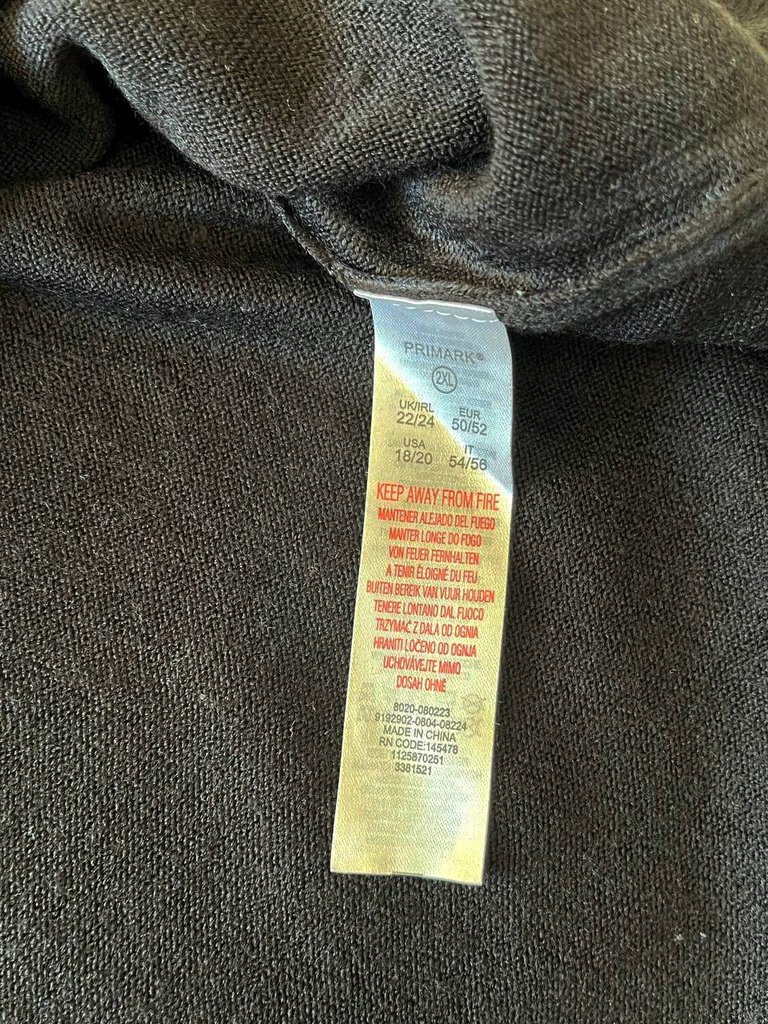 PRIMARK®
2XL
UK/IRL EUR
22/24 50/52
USA IT
18/20 54/56
KEEP AWAY FROM FIRE
MANTENER ALEJADO DEL FUEGO
MANTER LONGE DO FOGO
VON FEUER FERNHALTEN
A TENIR ÉLOIGNÉ DU FEU
BUITEN BEREIK VAN VUUR HOUDEN
TENERE LONTANO DAL FUOCO
TRZYMAĆ Z DALA OD OGNIA
HRANITI LOČENO OD OGNJA
UCHOVÁVEJTE MIMO
DOSAH OHNĚ
8020-080223
9192902-0804-08224
MADE IN CHINA
RN CODE:145478
1125870251
3381521